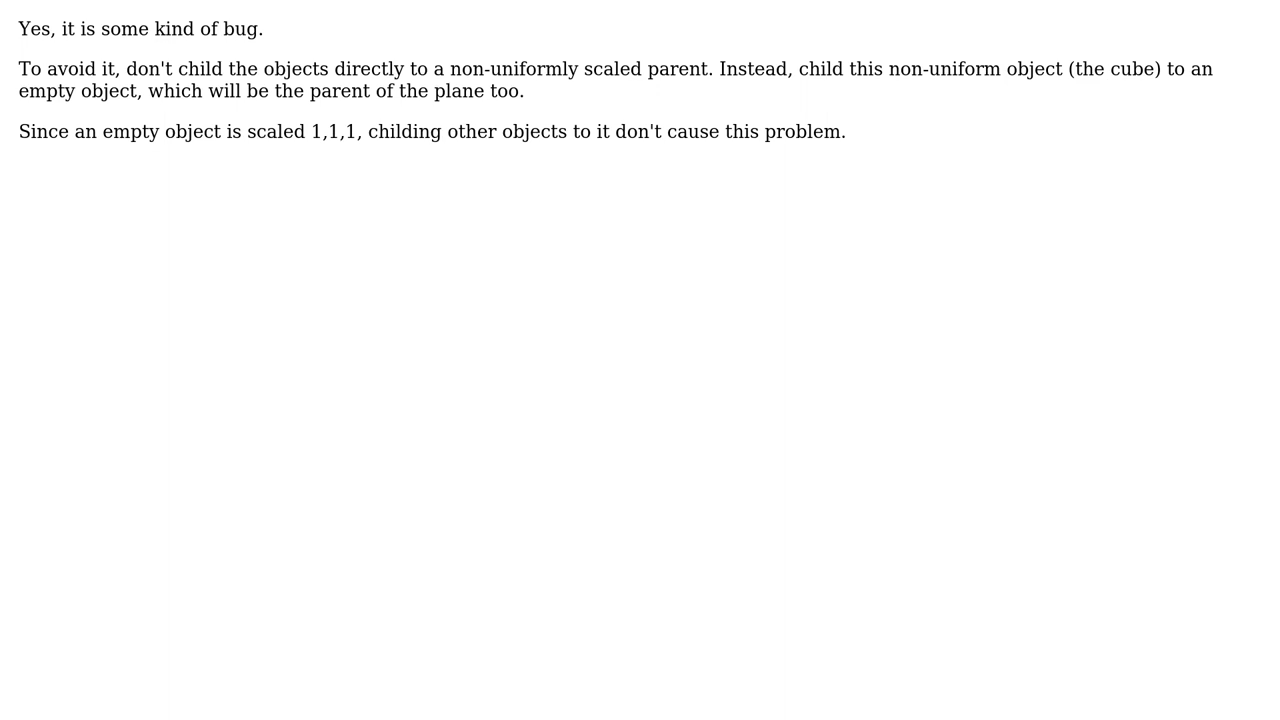 Yes, it is some kind of bug.
To avoid it, don't child the objects directly to a non-uniformly scaled parent. Instead, child this non-uniform object (the cube) to an
empty object, which will be the parent of the plane too.
Since an empty object is scaled 1,1,1, childing other objects to it don't cause this problem.